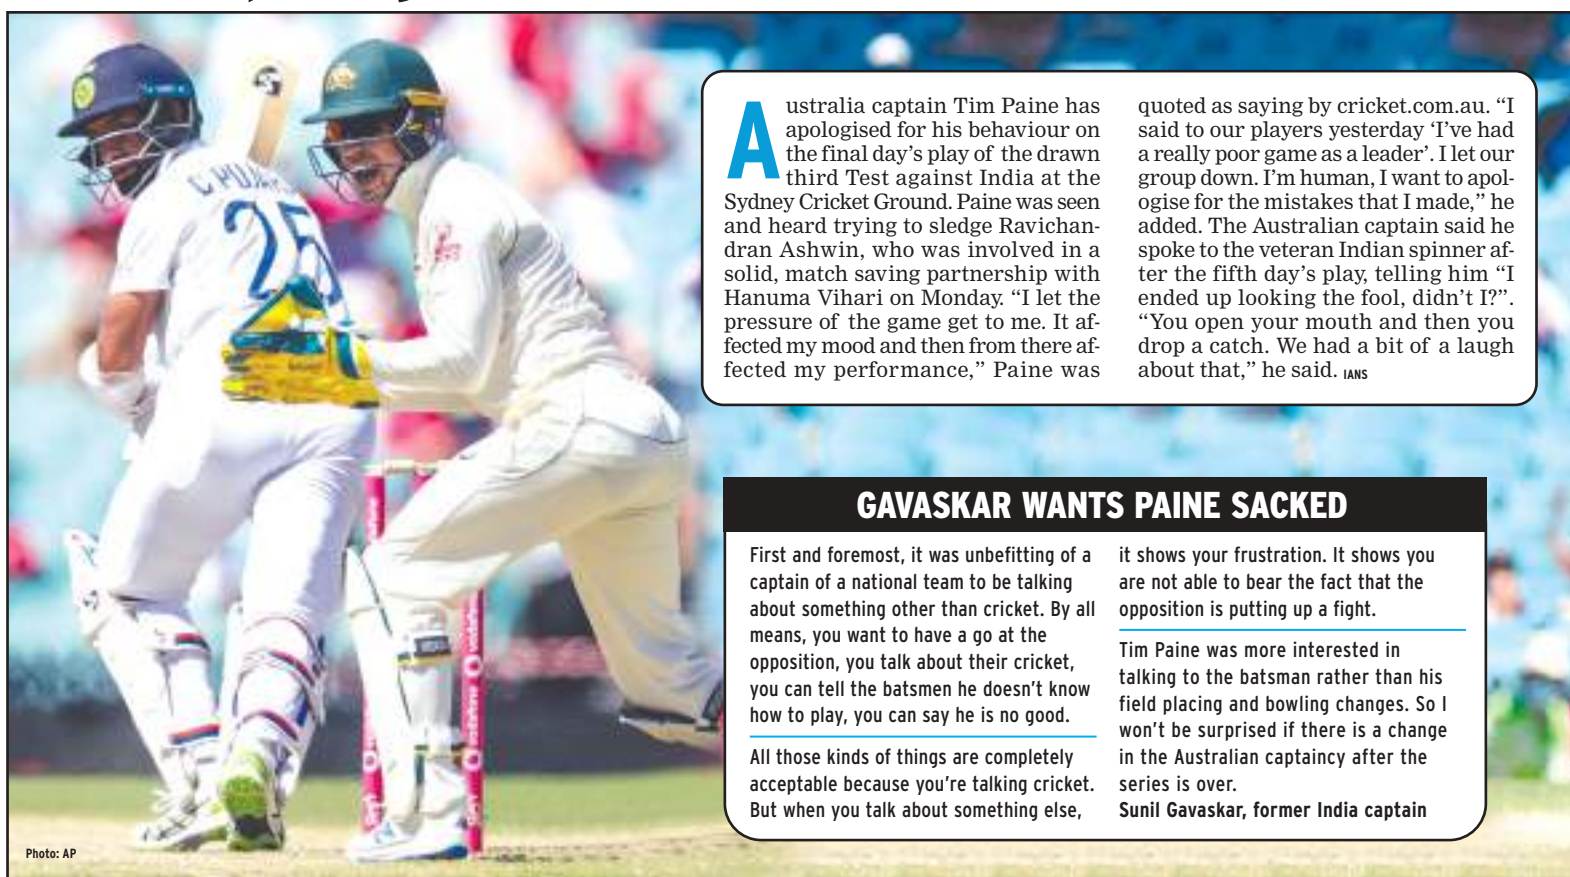 Australia captain Tim Paine has
apologised for his behaviour on
the final day's play of the drawn
third Test against India at the
Sydney Cricket Ground. Paine was seen
and heard trying to sledge Ravichan-
dran Ashwin, who was involved in a
solid, match saving partnership with
Hanuma Vihari on Monday. “I let the
pressure of the game get to me. It af-
fected my mood and then from there af-
fected my performance,” Paine was
quoted as saying by cricket.com.au. “I
said to our players yesterday ‘I’ve had
a really poor game as a leader’. I let our
group down. I’m human, I want to apol-
ogise for the mistakes that I made,” he
added. The Australian captain said he
spoke to the veteran Indian spinner af-
ter the fifth day’s play, telling him “I
ended up looking the fool, didn’t I?”.
“You open your mouth and then you
drop a catch. We had a bit of a laugh
about that,” he said. IANS
GAVASKAR WANTS PAINE SACKED
First and foremost, it was unbefitting of a
captain of a national team to be talking
about something other than cricket. By all
means, you want to have a go at the
opposition, you talk about their cricket,
you can tell the batsmen he doesn’t know
how to play, you can say he is no good.
All those kinds of things are completely
acceptable because you’re talking cricket.
But when you talk about something else,
it shows your frustration. It shows you
are not able to bear the fact that the
opposition is putting up a fight.
Tim Paine was more interested in
talking to the batsman rather than his
field placing and bowling changes. So I
won’t be surprised if there is a change
in the Australian captaincy after the
series is over.
Sunil Gavaskar, former India captain
25
vodafone
vodafone
Photo: AP